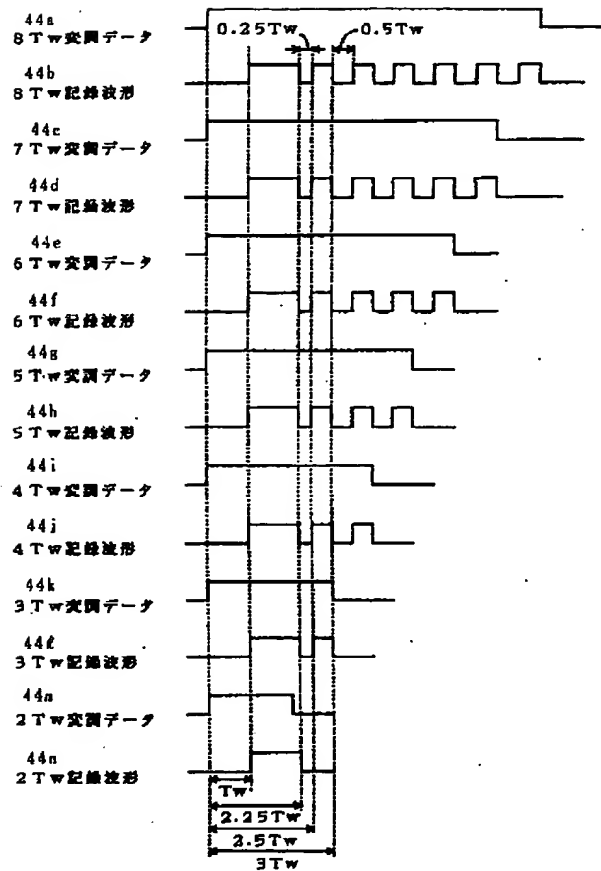 44a
8Tw変調データ
0.25Tw
0.5Tw
44b
8Tw記録波形
44c
7Tw変調データ
44d
7Tw記録波形
44e
6Tw変調データ
44f
6Tw記録波形
44g
5Tw変調データ
44h
5Tw記録波形
44i
4Tw変調データ
44j
4Tw記録波形
44k
3Tw変調データ
44ℓ
3Tw記録波形
44m
2Tw変調データ
44n
2Tw記録波形
Tw
2.25Tw
2.5Tw
3Tw